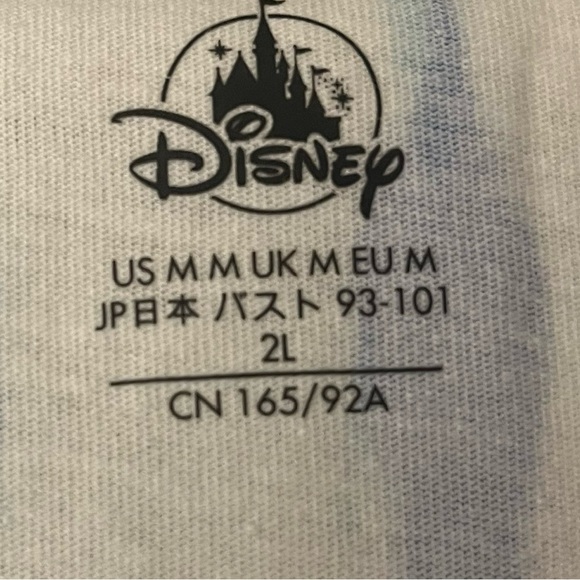 Disney
US M M UK M EU M
JP日本 バスト 93-101
2L
CN 165/92A